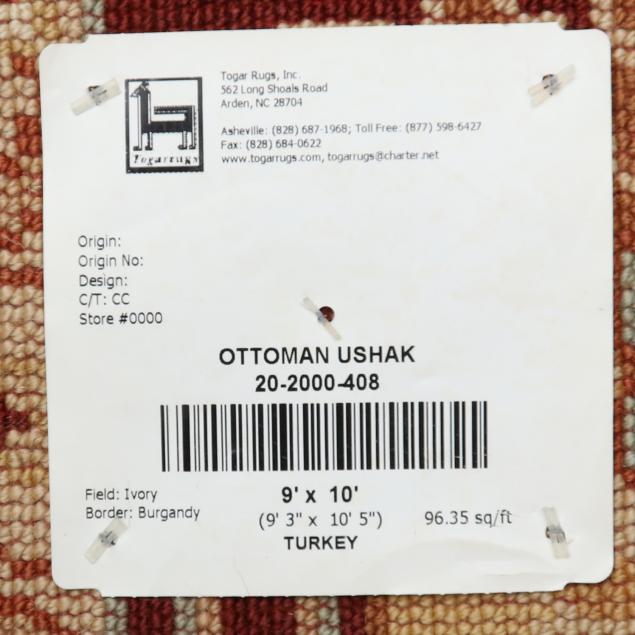 Togarrugs
Togar Rugs, Inc.
562 Long Shoals Road
Arden, NC 28704
Asheville: (828) 687-1968; Toll Free: (877) 598-6427
Fax: (828) 684-0622
www.togarrugs.com, togarrugs@charter.net
Origin:
Origin No:
Design:
C/T: CC
Store #0000
OTTOMAN USHAK
20-2000-408
Field: Ivory
Border: Burgandy
9' x 10'
(9' 3" x 10' 5")
96.35 sq/ft
TURKEY